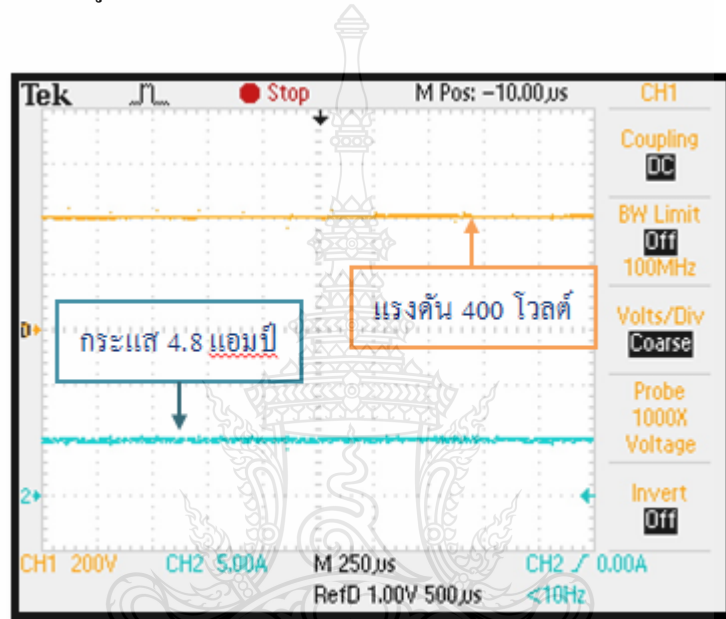 Tek Stop M Pos: -10.00µs CH1
Coupling
DC
BW Limit
Off
100MHz
แรงดัน 400 โวลต์
Volts/Div
Coarse
1
กระแส 4.8 แอมป์
Probe
1000X
Voltage
2
Invert
Off
CH1 200V CH2 5.00A M 250µs CH2 0.00A
RefD 1.00V 500µs <10Hz